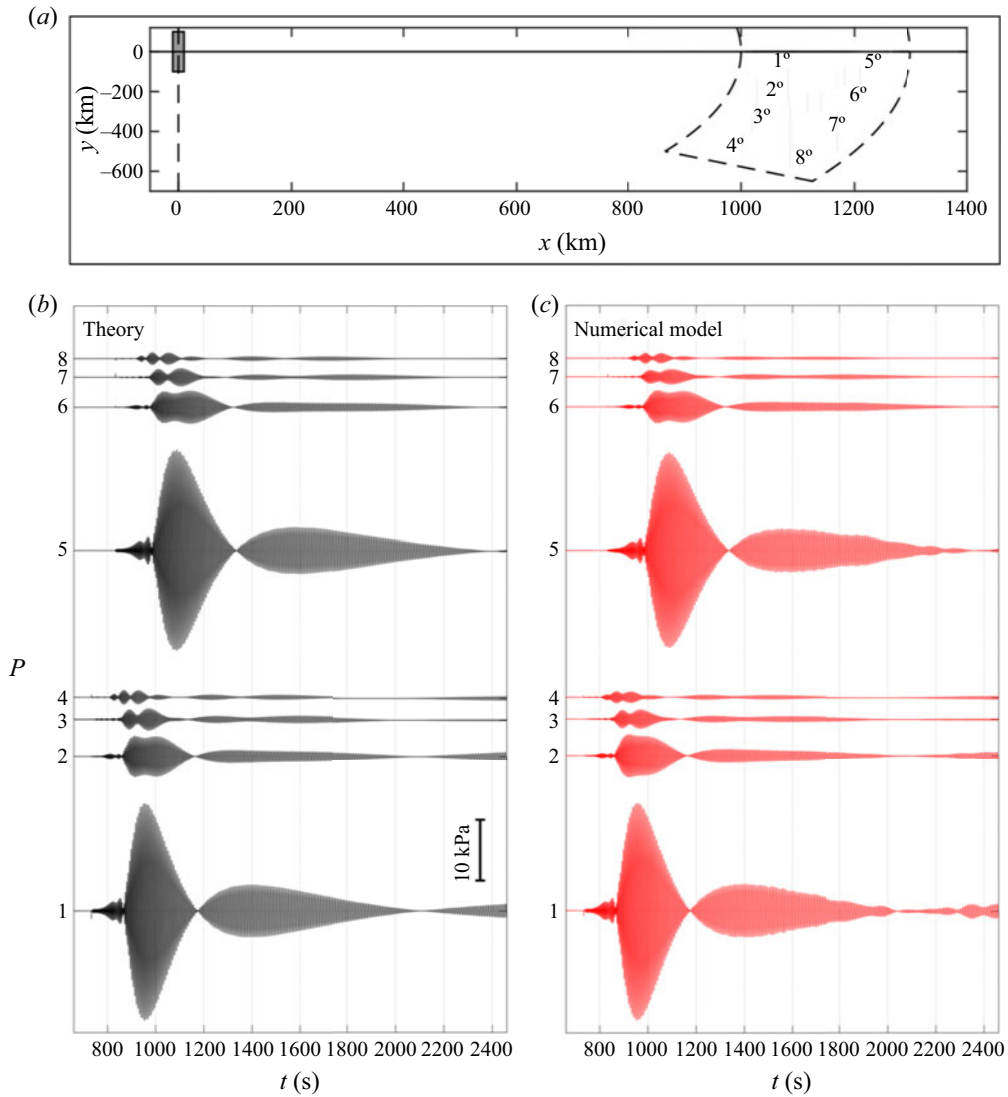 (a)
0
–200
–400
–600
y (km)
1º
5º
2º
6º
3º
7º
4º
8º
0 200 400 600 800 1000 1200 1400
x (km)
(b)
Theory
8
7
6
5
P
4
3
2
1
10 kPa
800 1000 1200 1400 1600 1800 2000 2200 2400
t (s)
(c)
Numerical model
8
7
6
5
4
3
2
1
800 1000 1200 1400 1600 1800 2000 2200 2400
t (s)